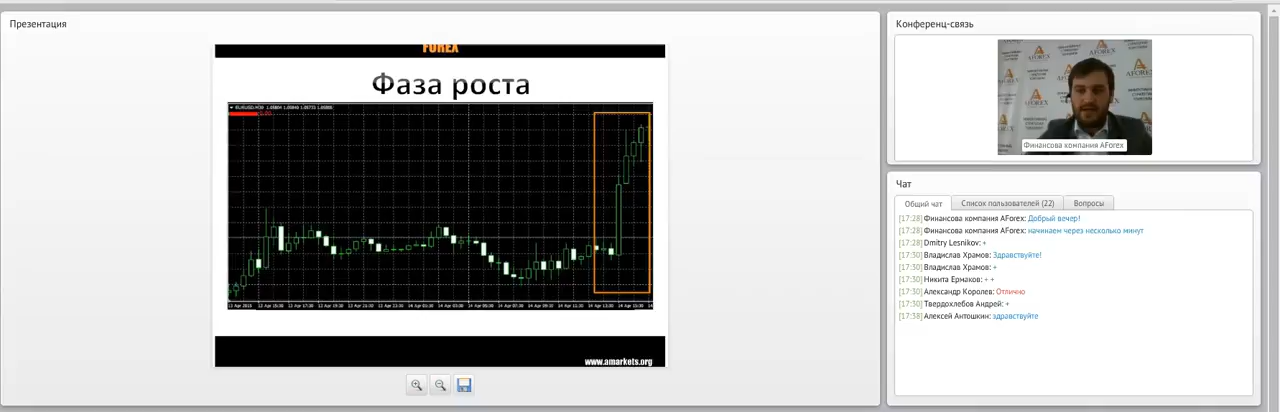 Презентация
FOREX
Фаза роста
www.amarkets.org
Конференц-связь
AFOREX
AFOREX
Финансова компания AForex
Чат
Общий чат
Список пользователей (22)
Вопросы
[17:28] Финансова компания AForex: Добрый вечер!
[17:28] Финансова компания AForex: начинаем через несколько минут
[17:28] Dmitry Lesnikov: +
[17:30] Владислав Храмов: Здравствуйте!
[17:30] Владислав Храмов: +
[17:30] Никита Ермаков: + +
[17:30] Александр Королев: Отлично
[17:30] Твердохлебов Андрей: +
[17:38] Алексей Антошкин: здравствуйте